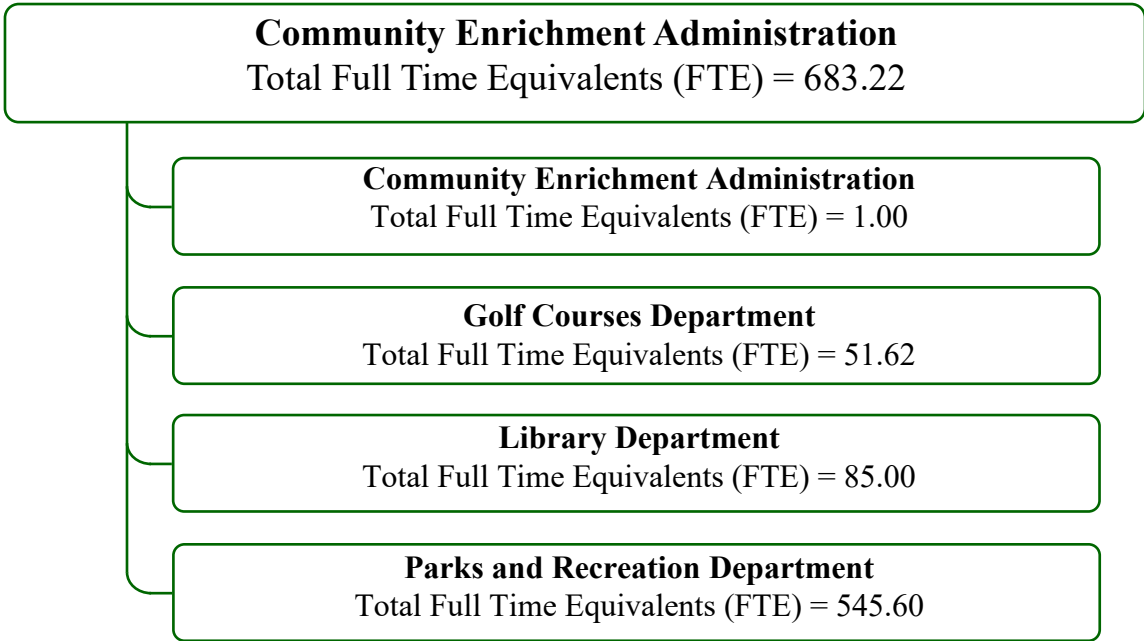 Community Enrichment Administration
Total Full Time Equivalents (FTE) = 683.22
Community Enrichment Administration
Total Full Time Equivalents (FTE) = 1.00
Golf Courses Department
Total Full Time Equivalents (FTE) = 51.62
Library Department
Total Full Time Equivalents (FTE) = 85.00
Parks and Recreation Department
Total Full Time Equivalents (FTE) = 545.60